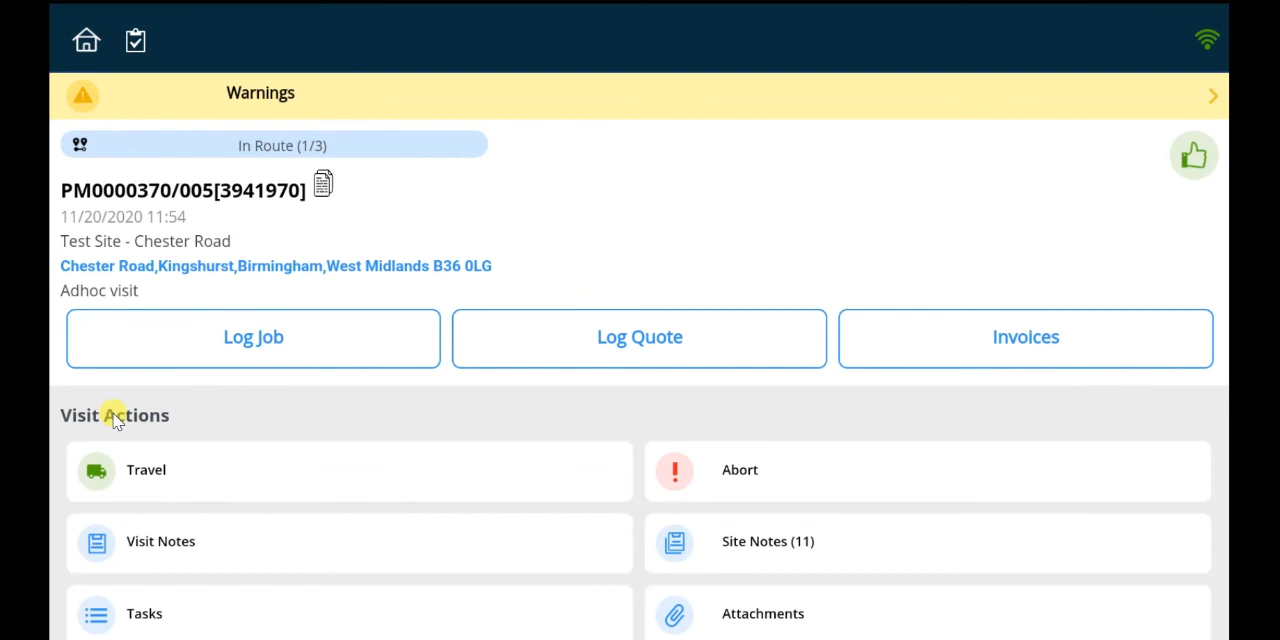 Warnings
In Route (1/3)
PM0000370/005[3941970]
11/20/2020 11:54
Test Site - Chester Road
Chester Road,Kingshurst,Birmingham,West Midlands B36 0LG
Adhoc visit
Log Job
Log Quote
Invoices
Visit Actions
Travel
Abort
Visit Notes
Site Notes (11)
Tasks
Attachments